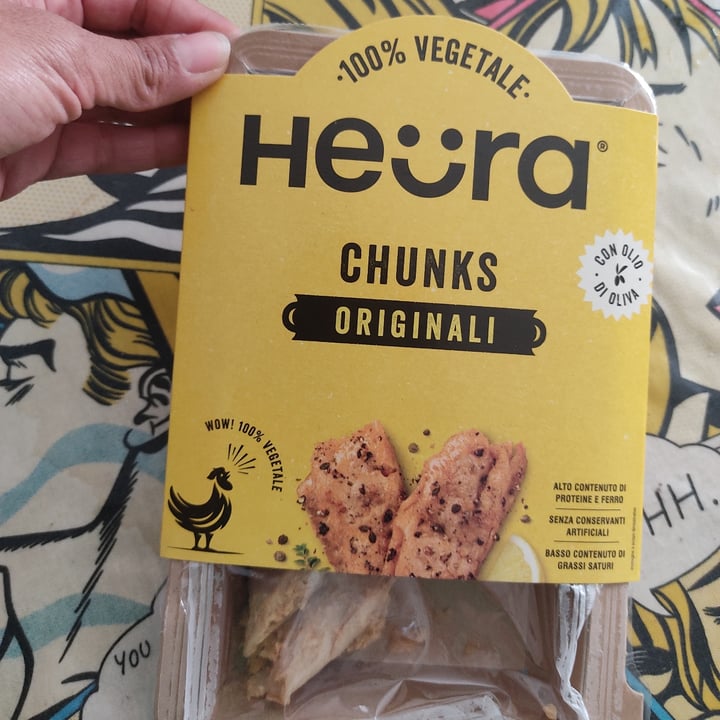 ·100% VEGETALE·
Heüra®
CHUNKS
ORIGINALI
CON OLIO
DI OLIVA
WOW! 100% VEGETALE
ALTO CONTENUTO DI
PROTEINE E FERRO
SENZA CONSERVANTI
ARTIFICIALI
BASSO CONTENUTO DI
GRASSI SATURI
HH..
YOU